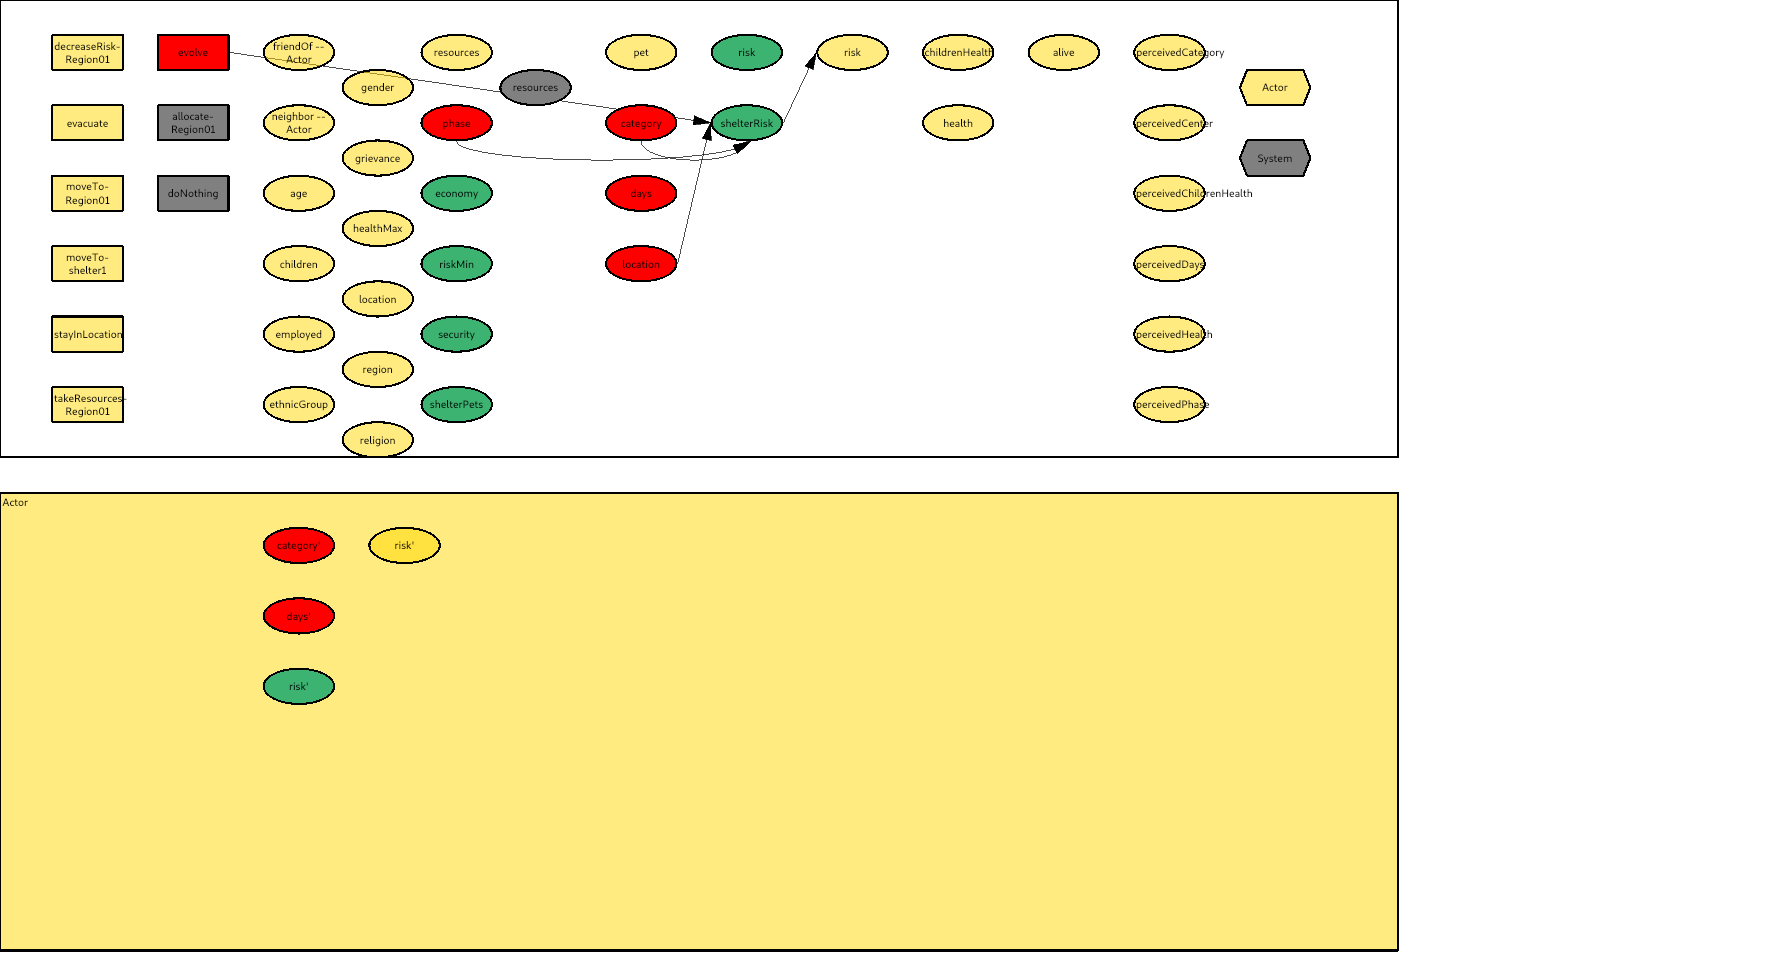 decreaseRisk-
Region01
evolve
friendOf --
Actor
resources
pet
risk
risk
childrenHealth
alive
perceivedCategory
gender
resources
Actor
evacuate
allocate-
Region01
neighbor --
Actor
phase
category
shelterRisk
health
perceivedCenter
grievance
System
moveTo-
Region01
doNothing
age
economy
days
perceivedChildrenHealth
healthMax
moveTo-
shelter1
children
riskMin
location
perceivedDays
location
stayInLocation
employed
security
perceivedHealth
region
takeResources-
Region01
ethnicGroup
shelterPets
perceivedPhase
religion
Actor
category'
risk'
days'
risk'